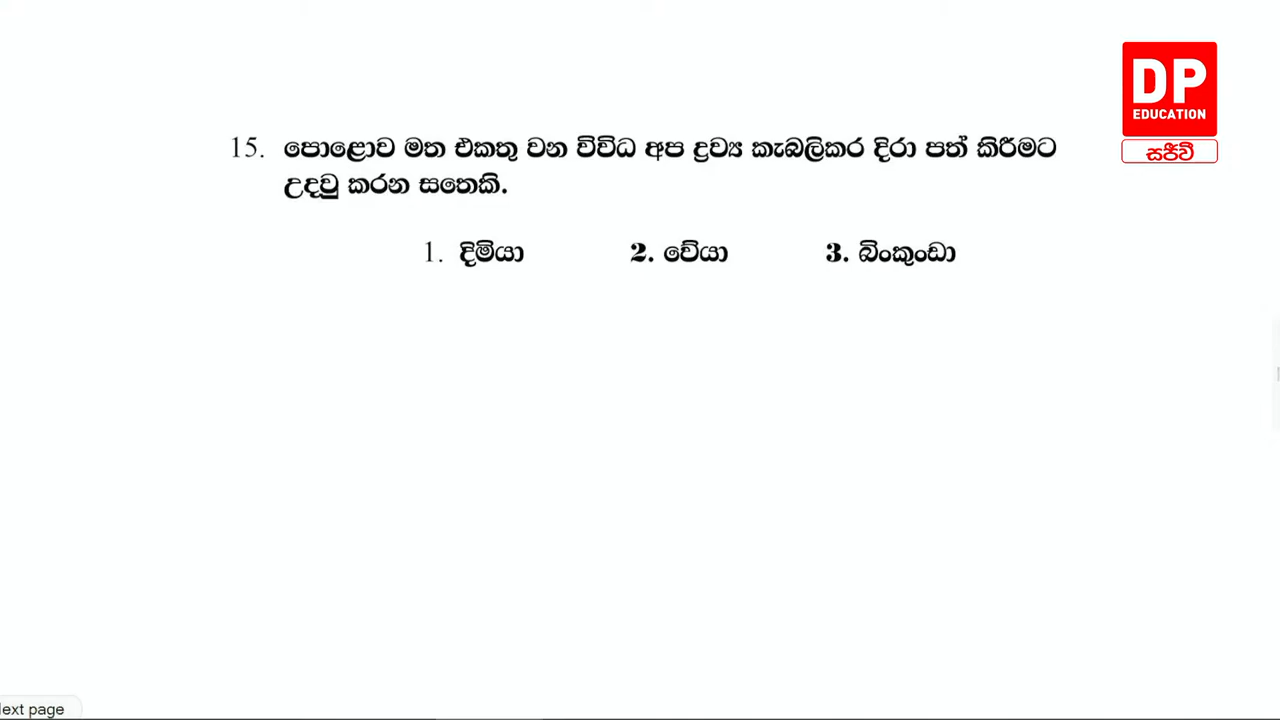 DP
EDUCATION
සජීවී
15. පොළොව මත එකතු වන විවිධ අප ද්‍රව්‍ය කැබලිකර දිරා පත් කිරීමට
උදවු කරන සතෙකි.
1. දිමියා 2. වේයා 3. බිංකුංඩා
ext page